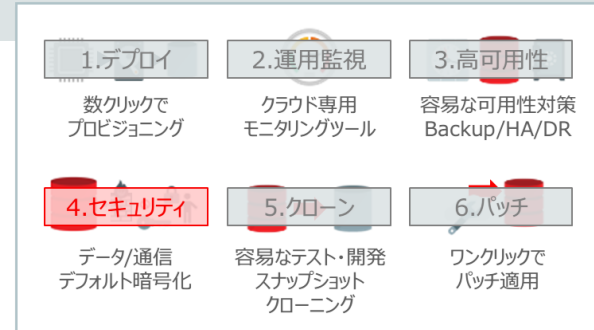 1.デプロイ
数クリックで
プロビジョニング
2.運用監視
クラウド専用
モニタリングツール
3.高可用性
容易な可用性対策
Backup/HA/DR
4.セキュリティ
データ/通信
デフォルト暗号化
5.クローン
容易なテスト・開発
スナップショット
クローニング
6.パッチ
ワンクリックで
パッチ適用